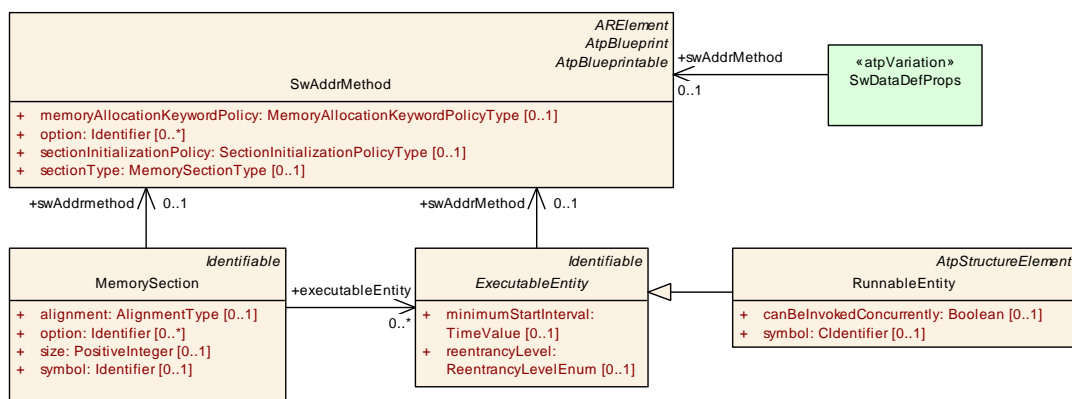 ARElement
AtpBlueprint
AtpBlueprintable
SwAddrMethod
+ memoryAllocationKeywordPolicy: MemoryAllocationKeywordPolicyType [0..1]
+ option: Identifier [0..*]
+ sectionInitializationPolicy: SectionInitializationPolicyType [0..1]
+ sectionType: MemorySectionType [0..1]
+swAddrMethod
0..1
«atpVariation»
SwDataDefProps
+swAddrmethod
0..1
+swAddrMethod
0..1
Identifiable
MemorySection
+ alignment: AlignmentType [0..1]
+ option: Identifier [0..*]
+ size: PositiveInteger [0..1]
+ symbol: Identifier [0..1]
+executableEntity
0..*
Identifiable
ExecutableEntity
+ minimumStartInterval:
TimeValue [0..1]
+ reentrancyLevel:
ReentrancyLevelEnum [0..1]
AtpStructureElement
RunnableEntity
+ canBeInvokedConcurrently: Boolean [0..1]
+ symbol: CIdentifier [0..1]